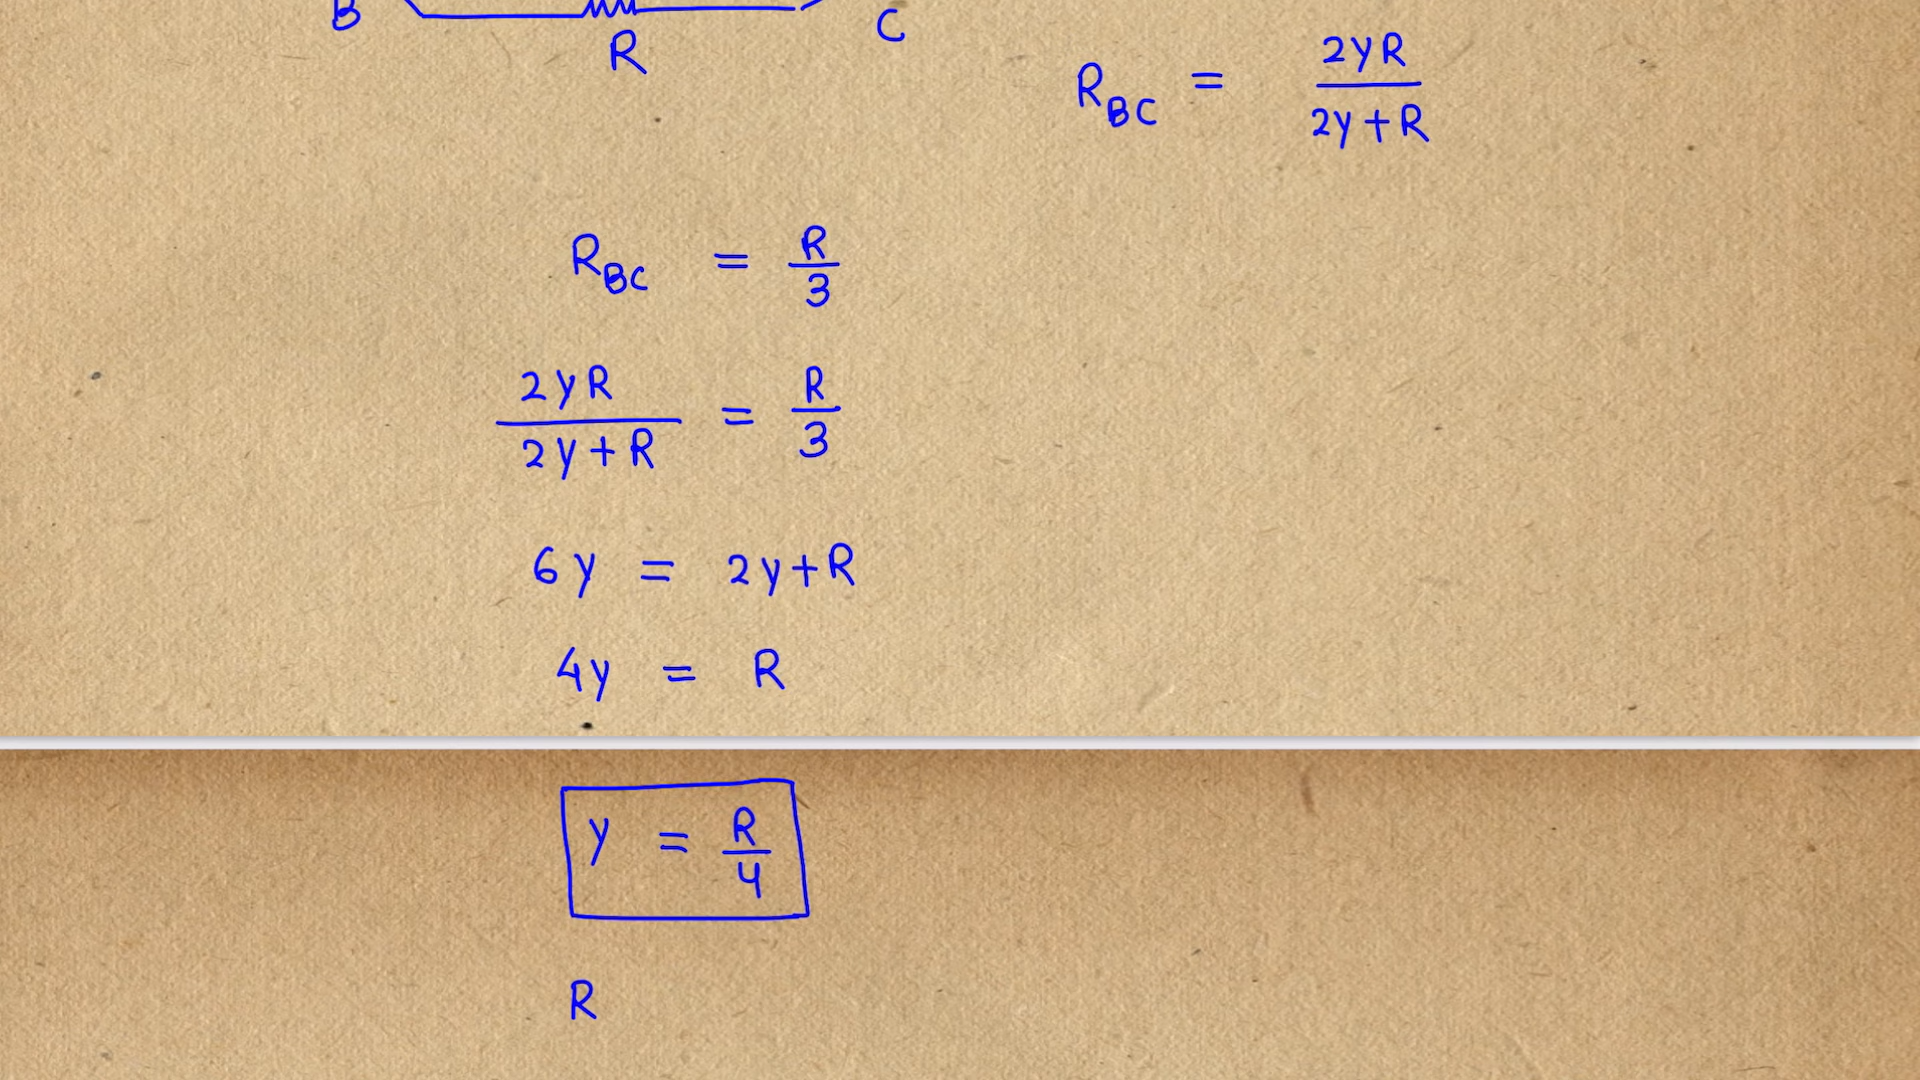 B R C
R_BC = 2yR / 2y+R
R_BC = R/3
2yR / 2y+R = R/3
6y = 2y+R
4y = R
y = R/4
R